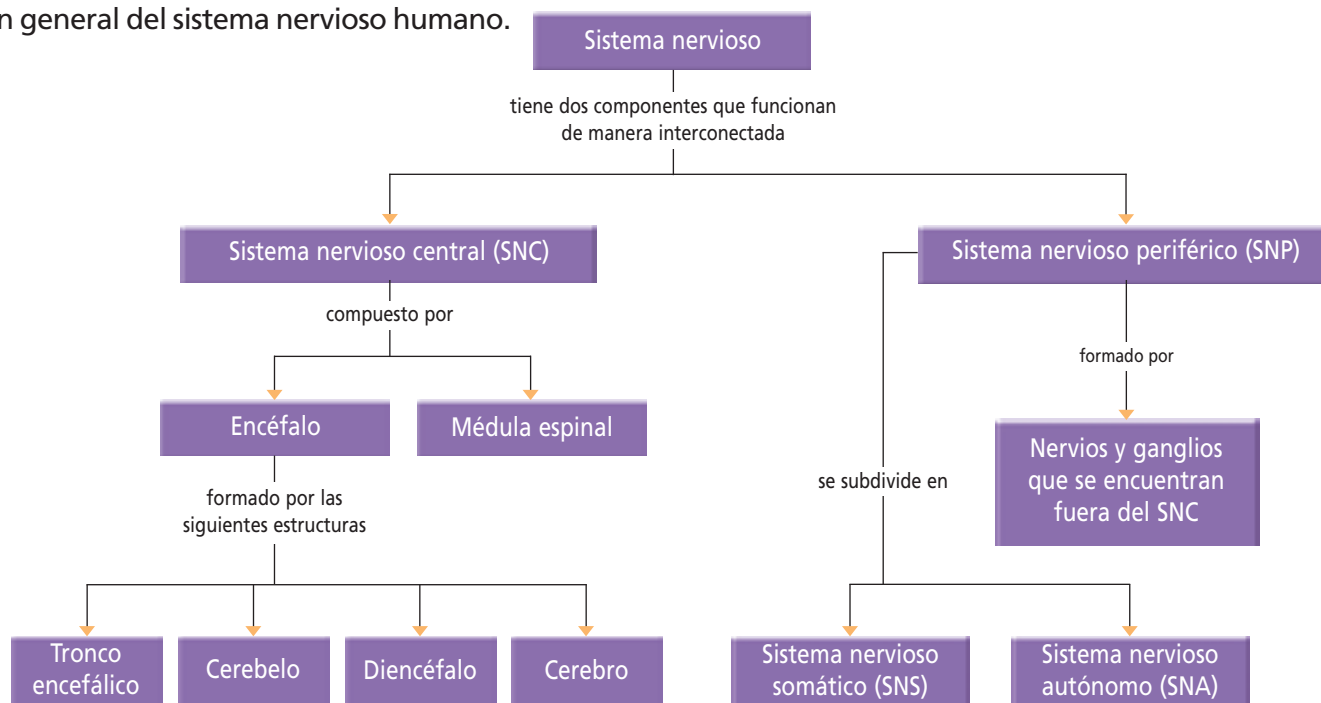 n general del sistema nervioso humano.
Sistema nervioso
tiene dos componentes que funcionan
de manera interconectada
Sistema nervioso central (SNC)
Sistema nervioso periférico (SNP)
compuesto por
formado por
Encéfalo
Médula espinal
Nervios y ganglios
que se encuentran
fuera del SNC
se subdivide en
formado por las
siguientes estructuras
Tronco
encefálico
Cerebelo
Diencéfalo
Cerebro
Sistema nervioso
somático (SNS)
Sistema nervioso
autónomo (SNA)